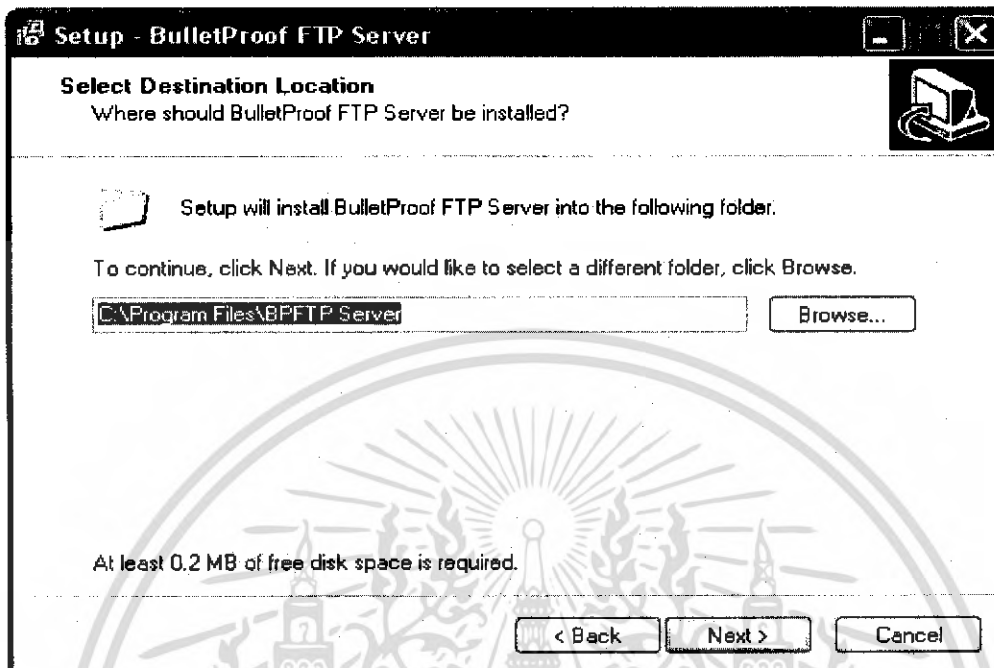 Setup - BulletProof FTP Server
Select Destination Location
Where should BulletProof FTP Server be installed?
Setup will install BulletProof FTP Server into the following folder.
To continue, click Next. If you would like to select a different folder, click Browse.
C:\Program Files\BPFTP Server
Browse...
At least 0.2 MB of free disk space is required.
< Back
Next >
Cancel